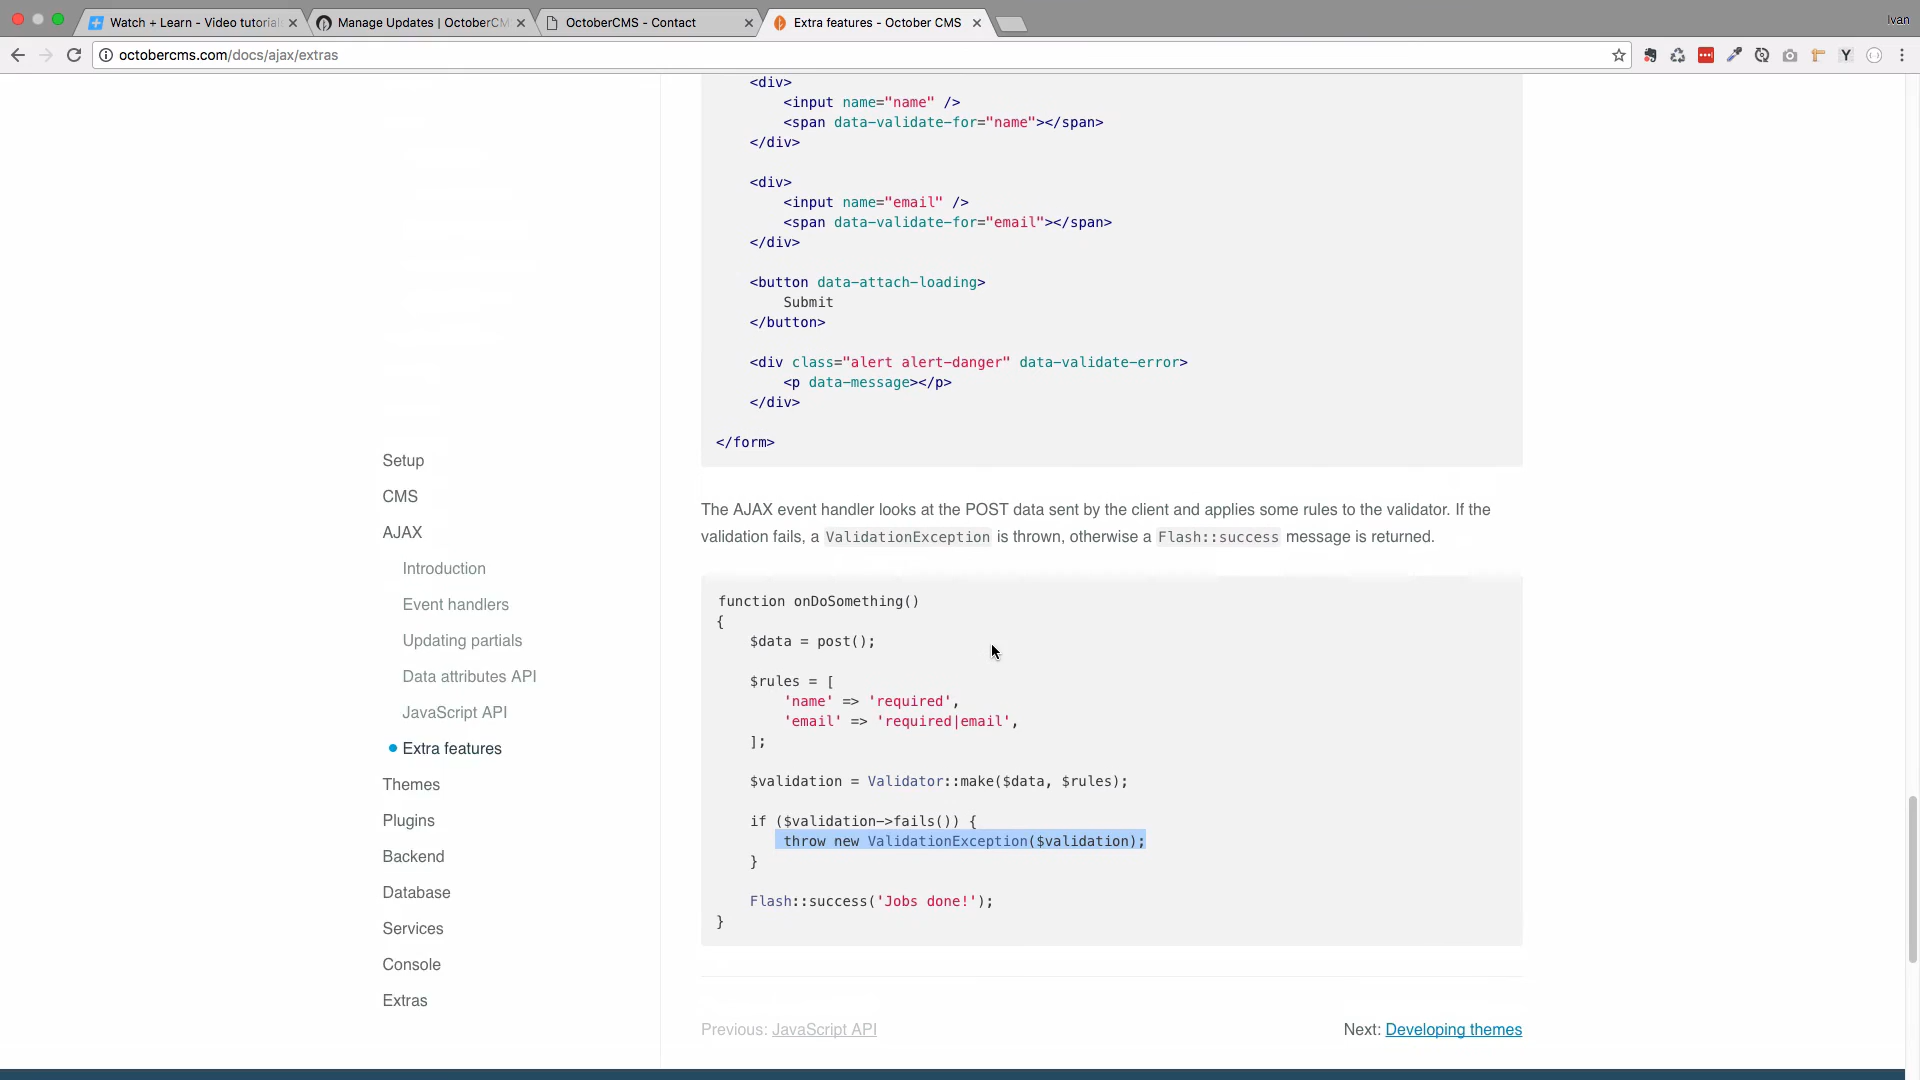 Watch + Learn - Video tutorial
Manage Updates | OctoberCM
OctoberCMS - Contact
Extra features - October CMS
Ivan
octobercms.com/docs/ajax/extras
<div>
<input name="name" />
<span data-validate-for="name"></span>
</div>
<div>
<input name="email" />
<span data-validate-for="email"></span>
</div>
<button data-attach-loading>
Submit
</button>
<div class="alert alert-danger" data-validate-error>
<p data-message></p>
</div>
</form>
Setup
CMS
AJAX
Introduction
Event handlers
Updating partials
Data attributes API
JavaScript API
Extra features
Themes
Plugins
Backend
Database
Services
Console
Extras
The AJAX event handler looks at the POST data sent by the client and applies some rules to the validator. If the
validation fails, a ValidationException is thrown, otherwise a Flash::success message is returned.
function onDoSomething()
{
$data = post();
$rules = [
'name' => 'required',
'email' => 'required|email',
];
$validation = Validator::make($data, $rules);
if ($validation->fails()) {
throw new ValidationException($validation);
}
Flash::success('Jobs done!');
}
Previous: JavaScript API
Next: Developing themes